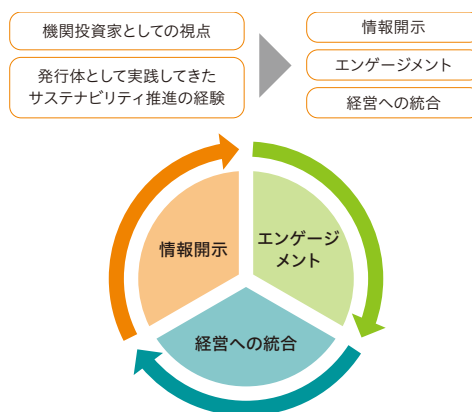 機関投資家としての視点
発行体として実践してきた
サステナビリティ推進の経験
情報開示
エンゲージメント
経営への統合
情報開示
エンゲージ
メント
経営への統合